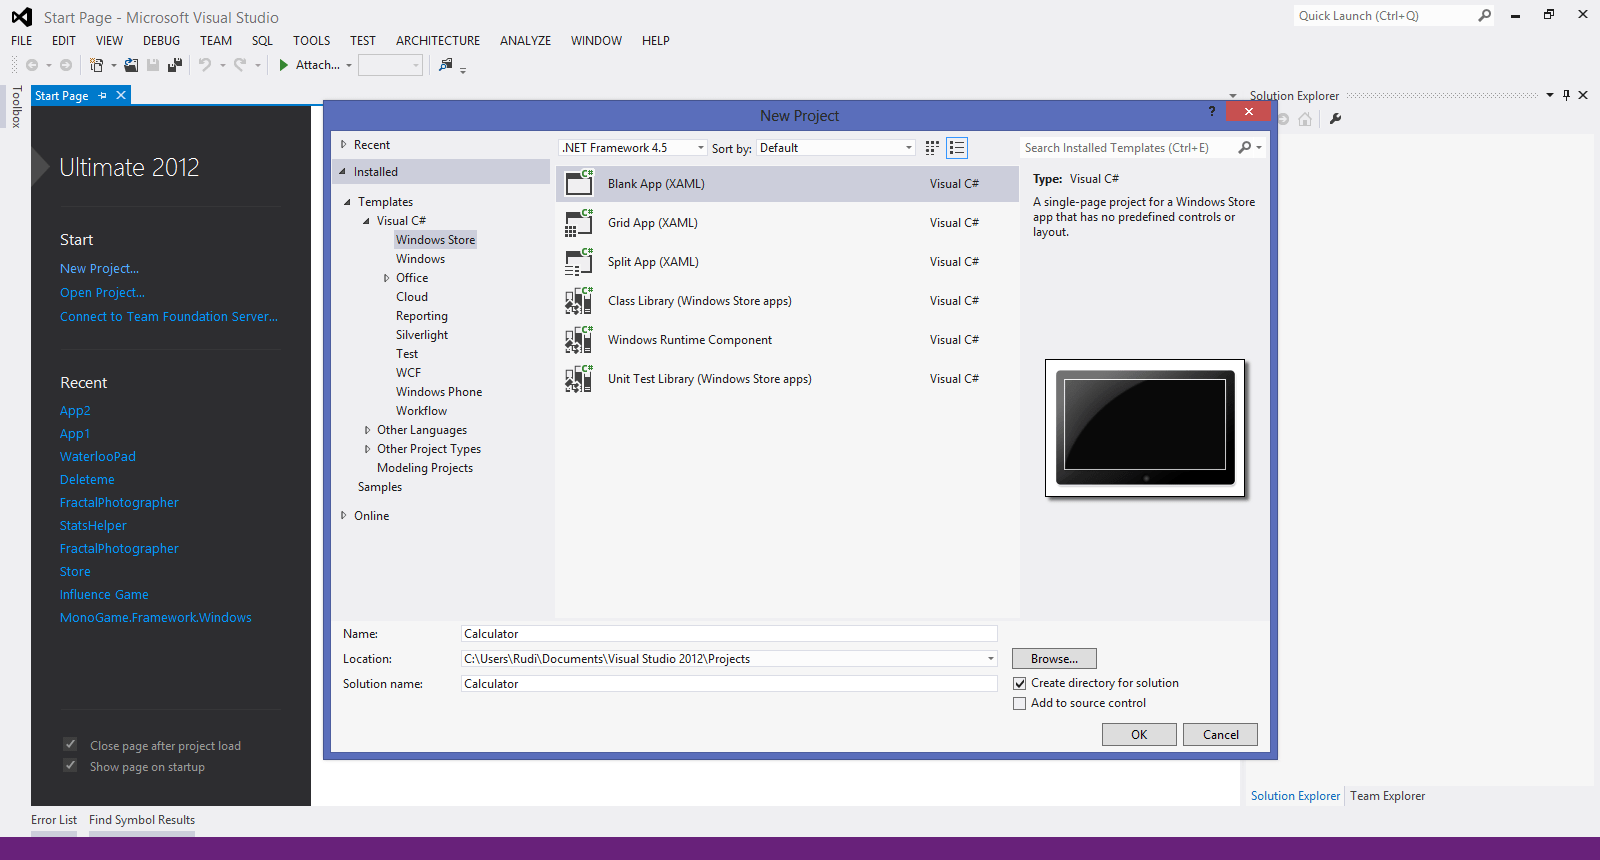 Start Page - Microsoft Visual Studio
Quick Launch (Ctrl+Q)
FILE EDIT VIEW DEBUG TEAM SQL TOOLS TEST ARCHITECTURE ANALYZE WINDOW HELP
Attach...
Toolbox
Start Page
Ultimate 2012
Start
New Project...
Open Project...
Connect to Team Foundation Server...
Recent
App2
App1
WaterlooPad
Deleteme
FractalPhotographer
StatsHelper
FractalPhotographer
Store
Influence Game
MonoGame.Framework.Windows
Close page after project load
Show page on startup
New Project
?
Recent
Installed
Templates
Visual C#
Windows Store
Windows
Office
Cloud
Reporting
Silverlight
Test
WCF
Windows Phone
Workflow
Other Languages
Other Project Types
Modeling Projects
Samples
Online
.NET Framework 4.5 Sort by: Default
C# Blank App (XAML) Visual C#
C# Grid App (XAML) Visual C#
C# Split App (XAML) Visual C#
C# Class Library (Windows Store apps) Visual C#
C# Windows Runtime Component Visual C#
C# Unit Test Library (Windows Store apps) Visual C#
Search Installed Templates (Ctrl+E)
Type: Visual C#
A single-page project for a Windows Store
app that has no predefined controls or
layout.
Name: Calculator
Location: C:\Users\Rudi\Documents\Visual Studio 2012\Projects Browse...
Solution name: Calculator
Create directory for solution
Add to source control
OK Cancel
Solution Explorer
Solution Explorer Team Explorer
Error List Find Symbol Results